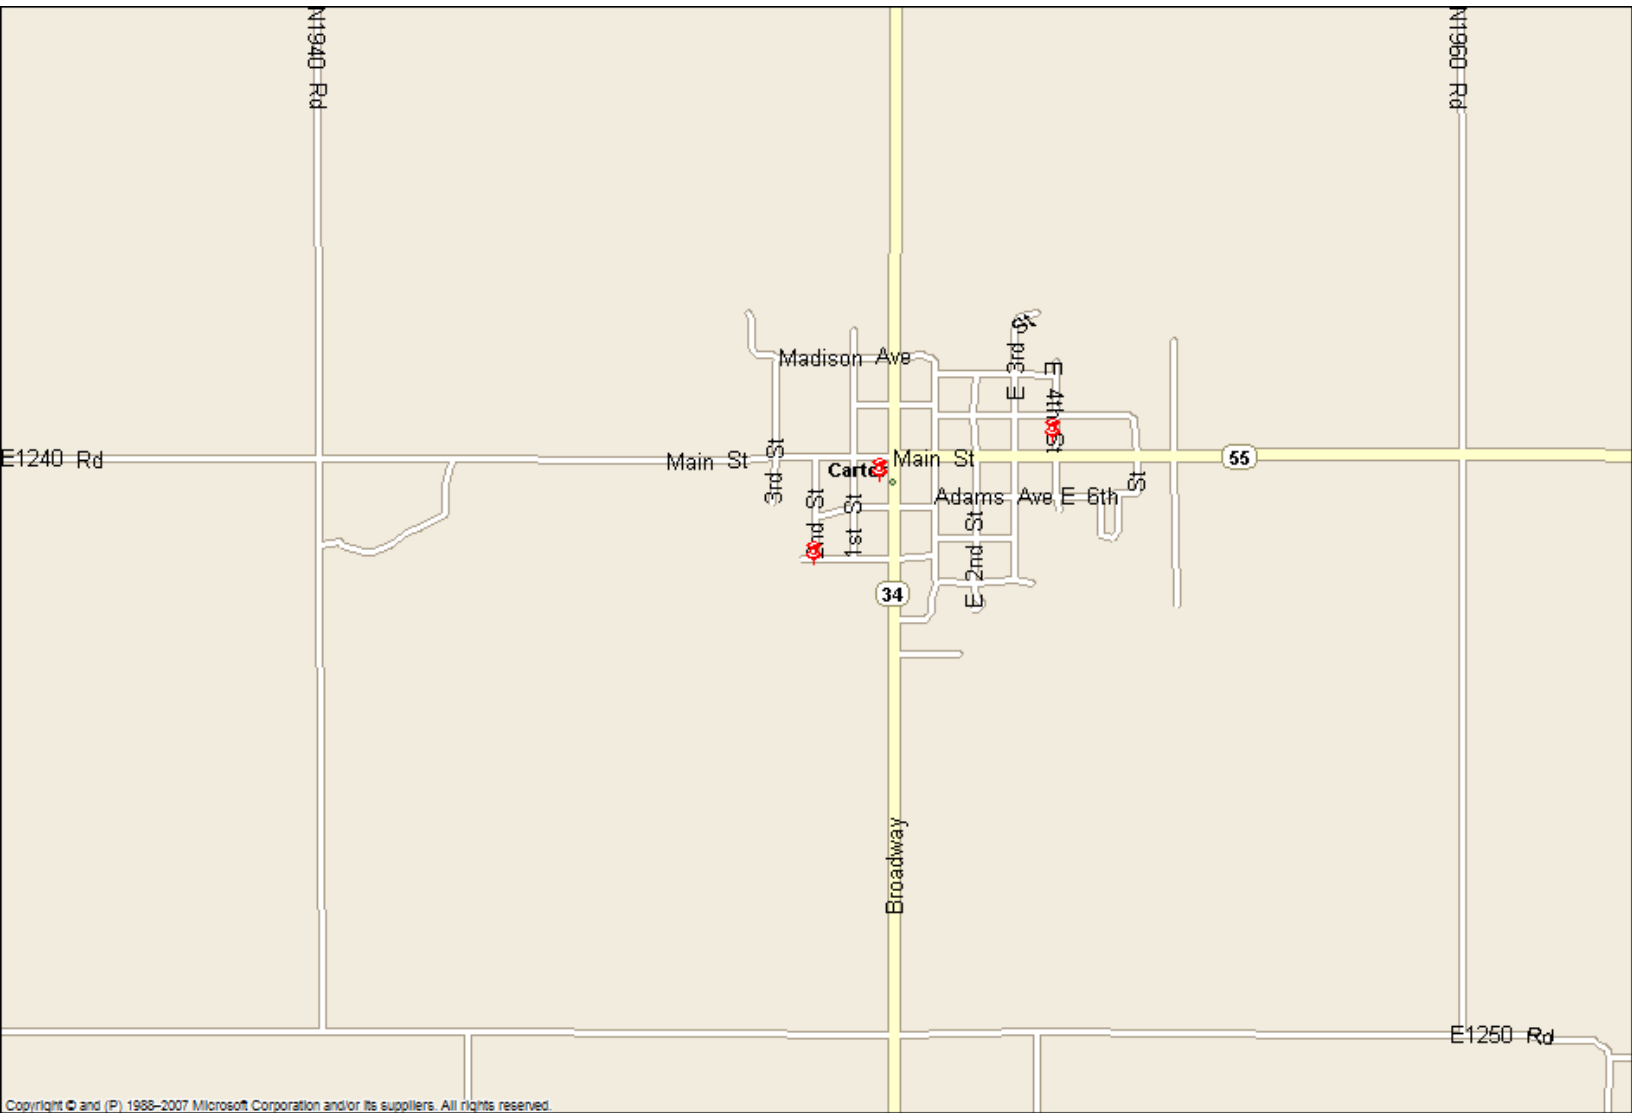 N1940 Rd
N1960 Rd
E 3rd St
Madison Ave
E 4th St
E1240 Rd
Main St
3rd St
Main St
55
2nd St
1st St
Adams Ave
E 6th St
E 2nd St
34
Broadway
E1250 Rd
Copyright © and (P) 1988–2007 Microsoft Corporation and/or its suppliers. All rights reserved.